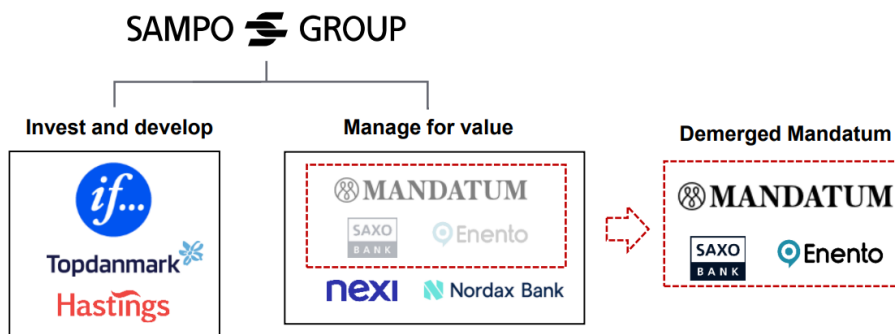 SAMPO GROUP
Invest and develop
if...
Topdanmark
Hastings
Manage for value
MANDATUM
SAXO
BANK
Enento
nexi
Nordax Bank
Demerged Mandatum
MANDATUM
SAXO
BANK
Enento